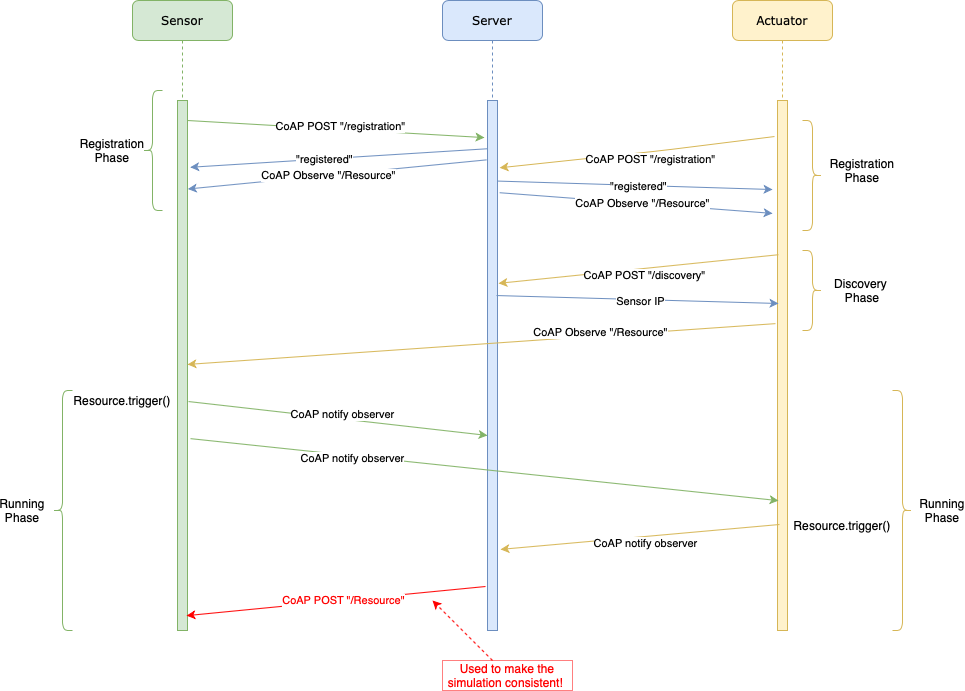 Sensor
Server
Actuator
CoAP POST "/registration"
Registration
Phase
"registered"
CoAP POST "/registration"
Registration
Phase
CoAP Observe "/Resource"
"registered"
CoAP Observe "/Resource"
CoAP POST "/discovery"
Discovery
Phase
Sensor IP
CoAP Observe "/Resource"
Resource.trigger()
CoAP notify observer
CoAP notify observer
Running
Phase
Running
Phase
Resource.trigger()
CoAP notify observer
CoAP POST "/Resource"
Used to make the
simulation consistent!